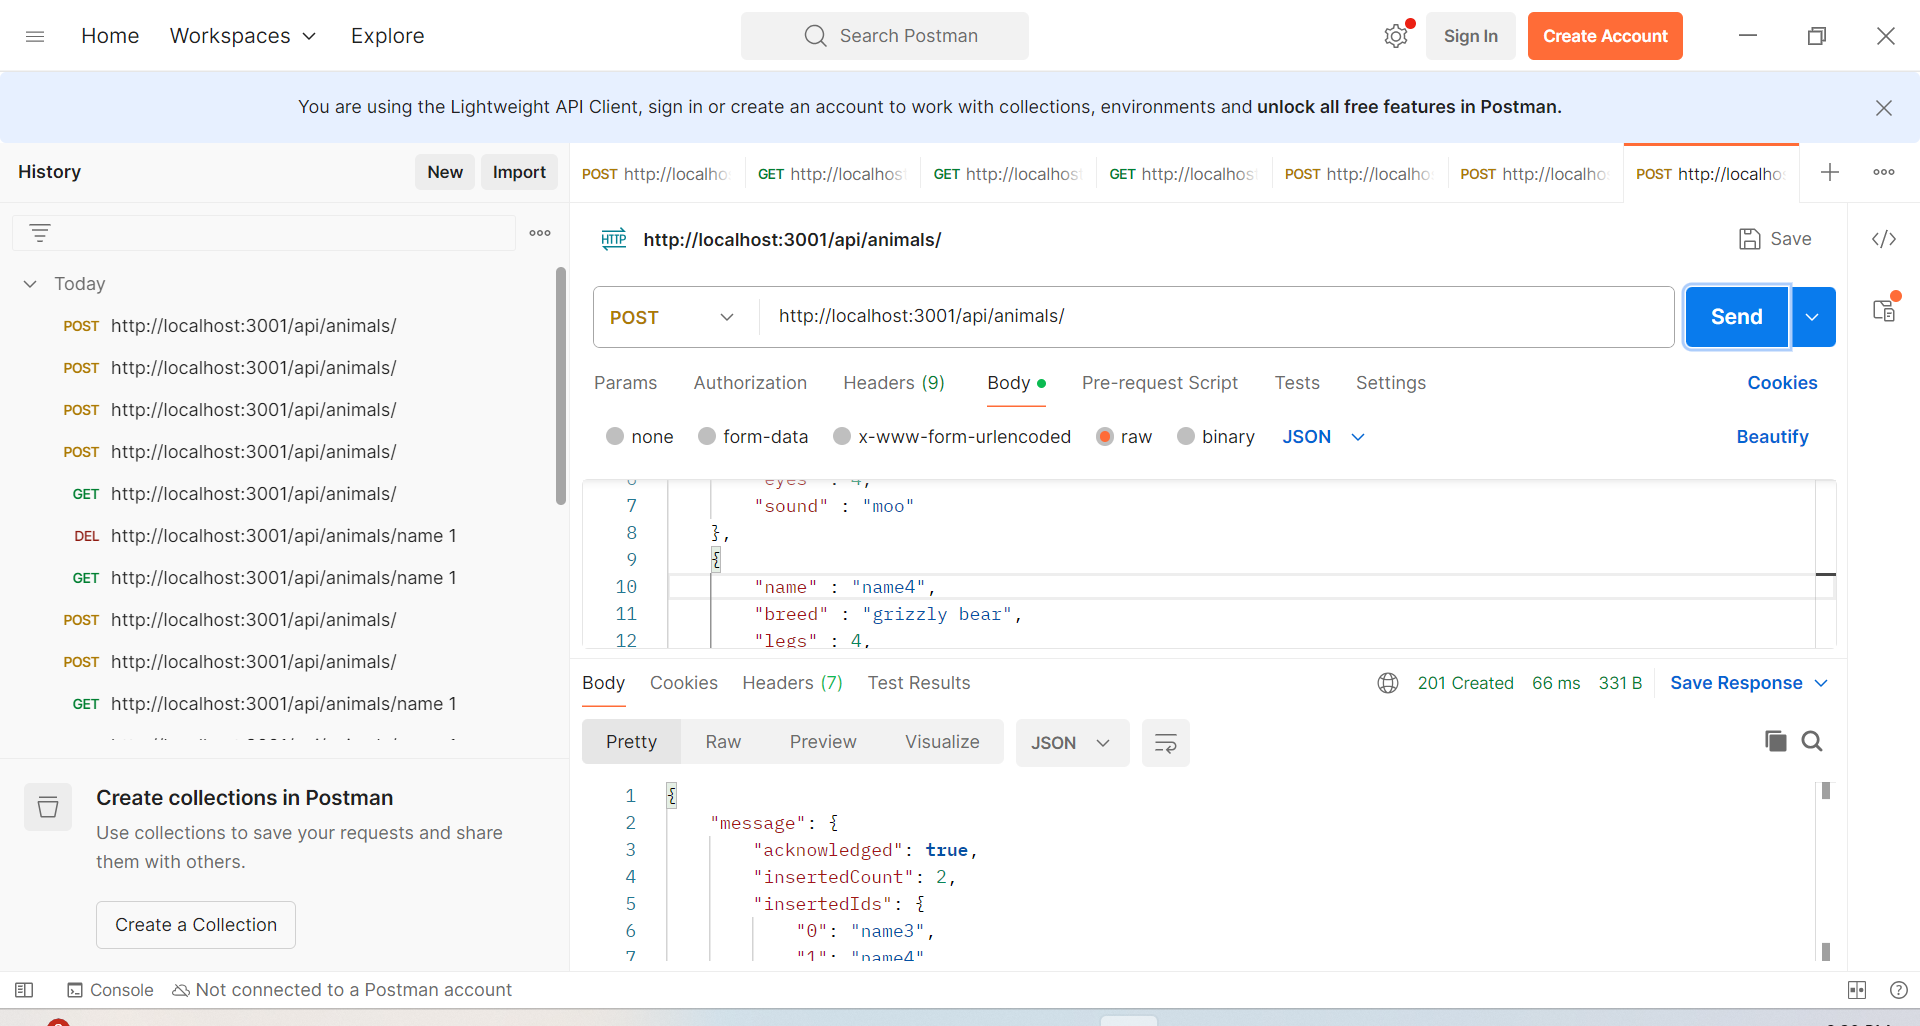 Home Workspaces Explore Search Postman Sign In Create Account
You are using the Lightweight API Client, sign in or create an account to work with collections, environments and unlock all free features in Postman.
History New Import
POST http://localho GET http://localhos GET http://localhost GET http://localhost POST http://localho POST http://localho POST http://localhos
HTTP http://localhost:3001/api/animals/ Save
Today
POST http://localhost:3001/api/animals/
POST http://localhost:3001/api/animals/
POST http://localhost:3001/api/animals/
POST http://localhost:3001/api/animals/
GET http://localhost:3001/api/animals/
DEL http://localhost:3001/api/animals/name 1
GET http://localhost:3001/api/animals/name 1
POST http://localhost:3001/api/animals/
POST http://localhost:3001/api/animals/
GET http://localhost:3001/api/animals/name 1
Create collections in Postman
Use collections to save your requests and share
them with others.
Create a Collection
POST http://localhost:3001/api/animals/ Send
Params Authorization Headers (9) Body Pre-request Script Tests Settings Cookies
none form-data x-www-form-urlencoded raw binary JSON Beautify
6 "eyes" : 4,
7 "sound" : "moo"
8 },
9 {
10 "name" : "name4",
11 "breed" : "grizzly bear",
12 "legs" : 4,
Body Cookies Headers (7) Test Results 201 Created 66 ms 331 B Save Response
Pretty Raw Preview Visualize JSON
1 {
2 "message": {
3 "acknowledged": true,
4 "insertedCount": 2,
5 "insertedIds": {
6 "0": "name3",
7 "1": "name4"
Console Not connected to a Postman account